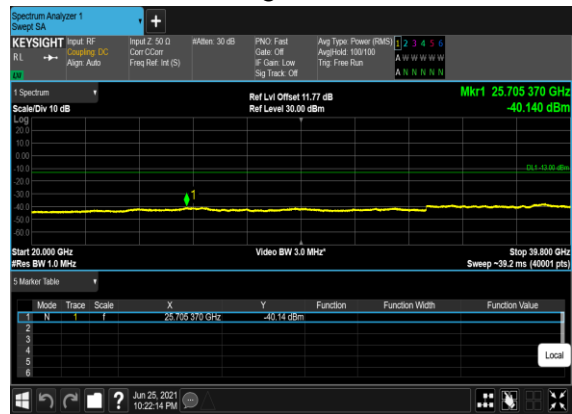 Spectrum Analyzer 1
Swept SA
+
KEYSIGHT Input: RF Input Z: 50 Ω #Atten: 30 dB PNO: Fast Avg Type: Power (RMS) 1 2 3 4 5 6
RL Coupling: DC Corr CCorr Gate: Off Avg|Hold: 100/100 A W W W W W
Align: Auto Freq Ref: Int (S) IF Gain: Low Trig: Free Run
Sig Track: Off A N N N N N
1 Spectrum Ref Lvl Offset 11.77 dB Mkr1 25.705 370 GHz
Scale/Div 10 dB Ref Level 30.00 dBm -40.140 dBm
Log
20.0
10.0
0.00
-10.0
DL1 -13.00 dBm
-20.0
-30.0
1
-40.0
-50.0
-60.0
Start 20.000 GHz Video BW 3.0 MHz* Stop 39.800 GHz
#Res BW 1.0 MHz Sweep ~39.2 ms (40001 pts)
5 Marker Table
Mode Trace Scale X Y Function Function Width Function Value
1 N 1 f 25.705 370 GHz -40.14 dBm
2
3
4
5
6
Local
? Jun 25, 2021
10:22:14 PM